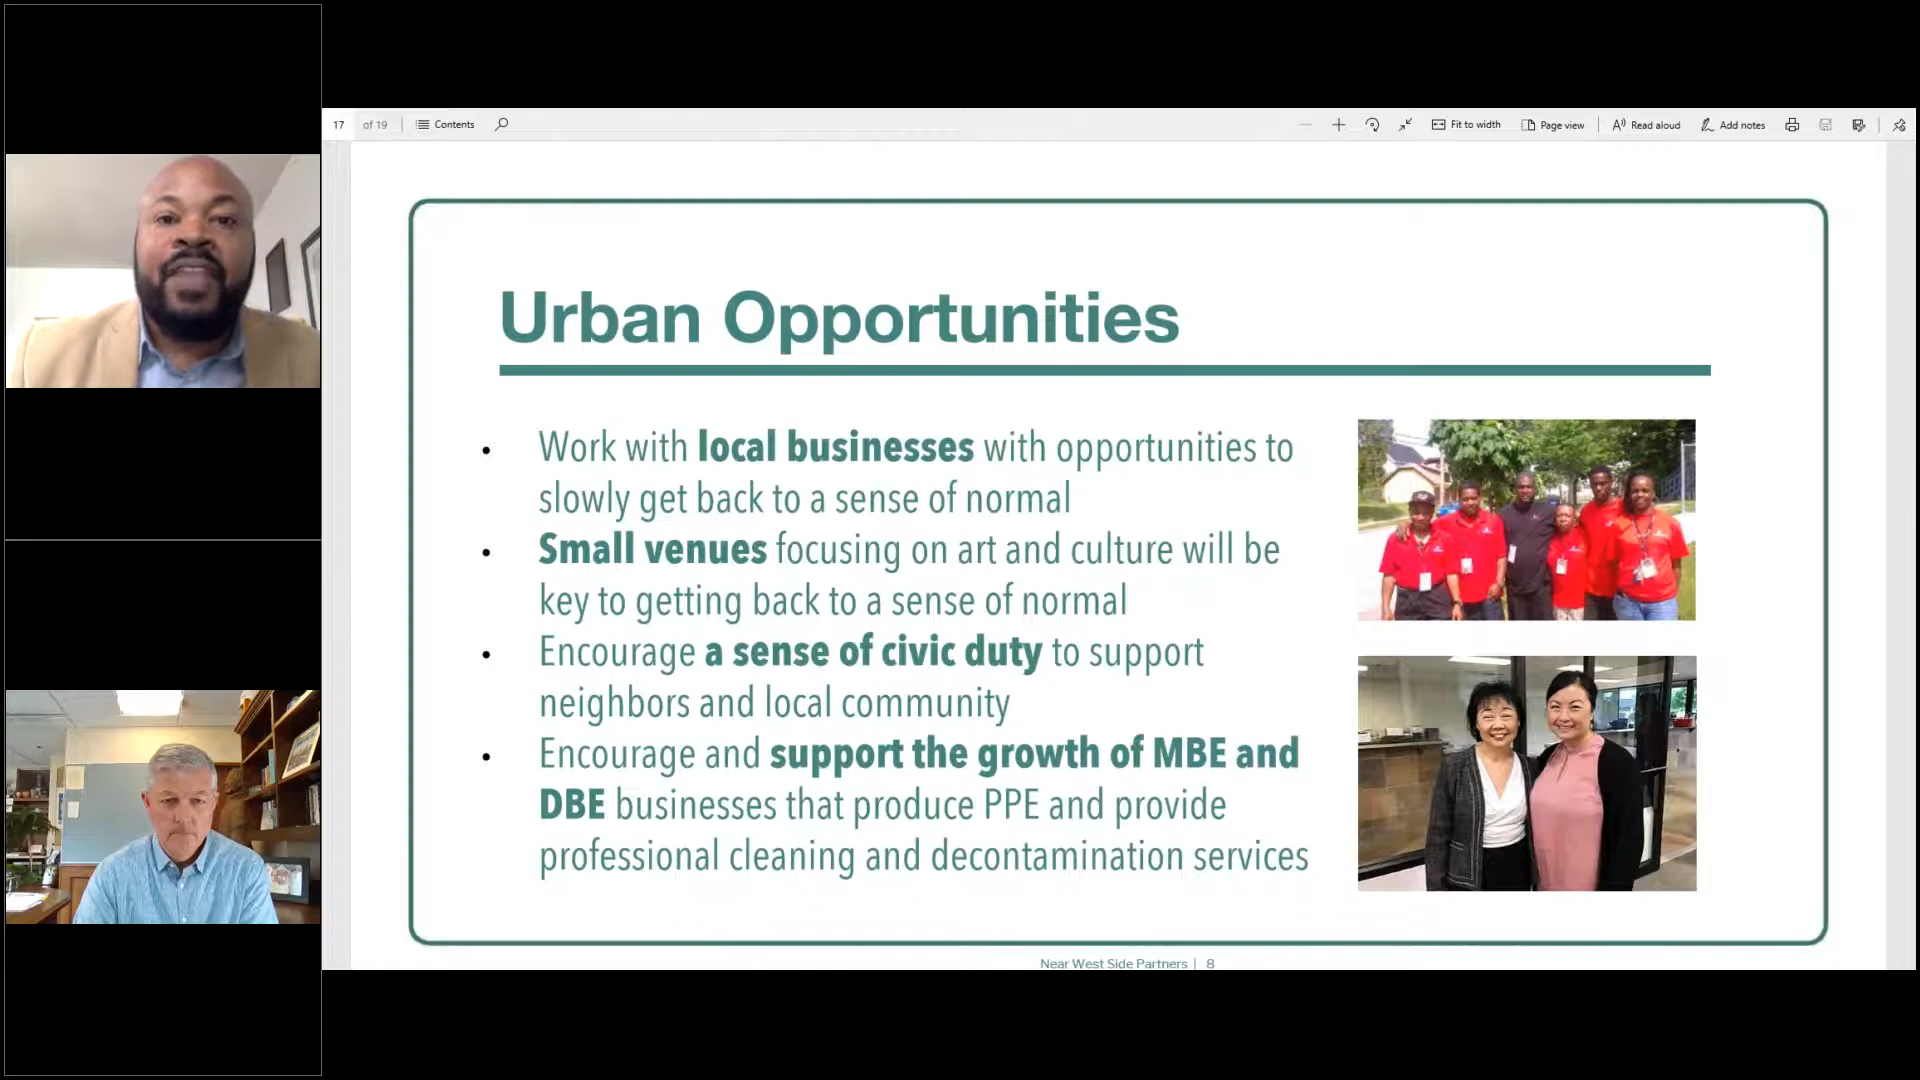 17 of 19 Contents Fit to width Page view Read aloud Add notes
Urban Opportunities
• Work with local businesses with opportunities to
slowly get back to a sense of normal
• Small venues focusing on art and culture will be
key to getting back to a sense of normal
• Encourage a sense of civic duty to support
neighbors and local community
• Encourage and support the growth of MBE and
DBE businesses that produce PPE and provide
professional cleaning and decontamination services
Near West Side Partners | 8